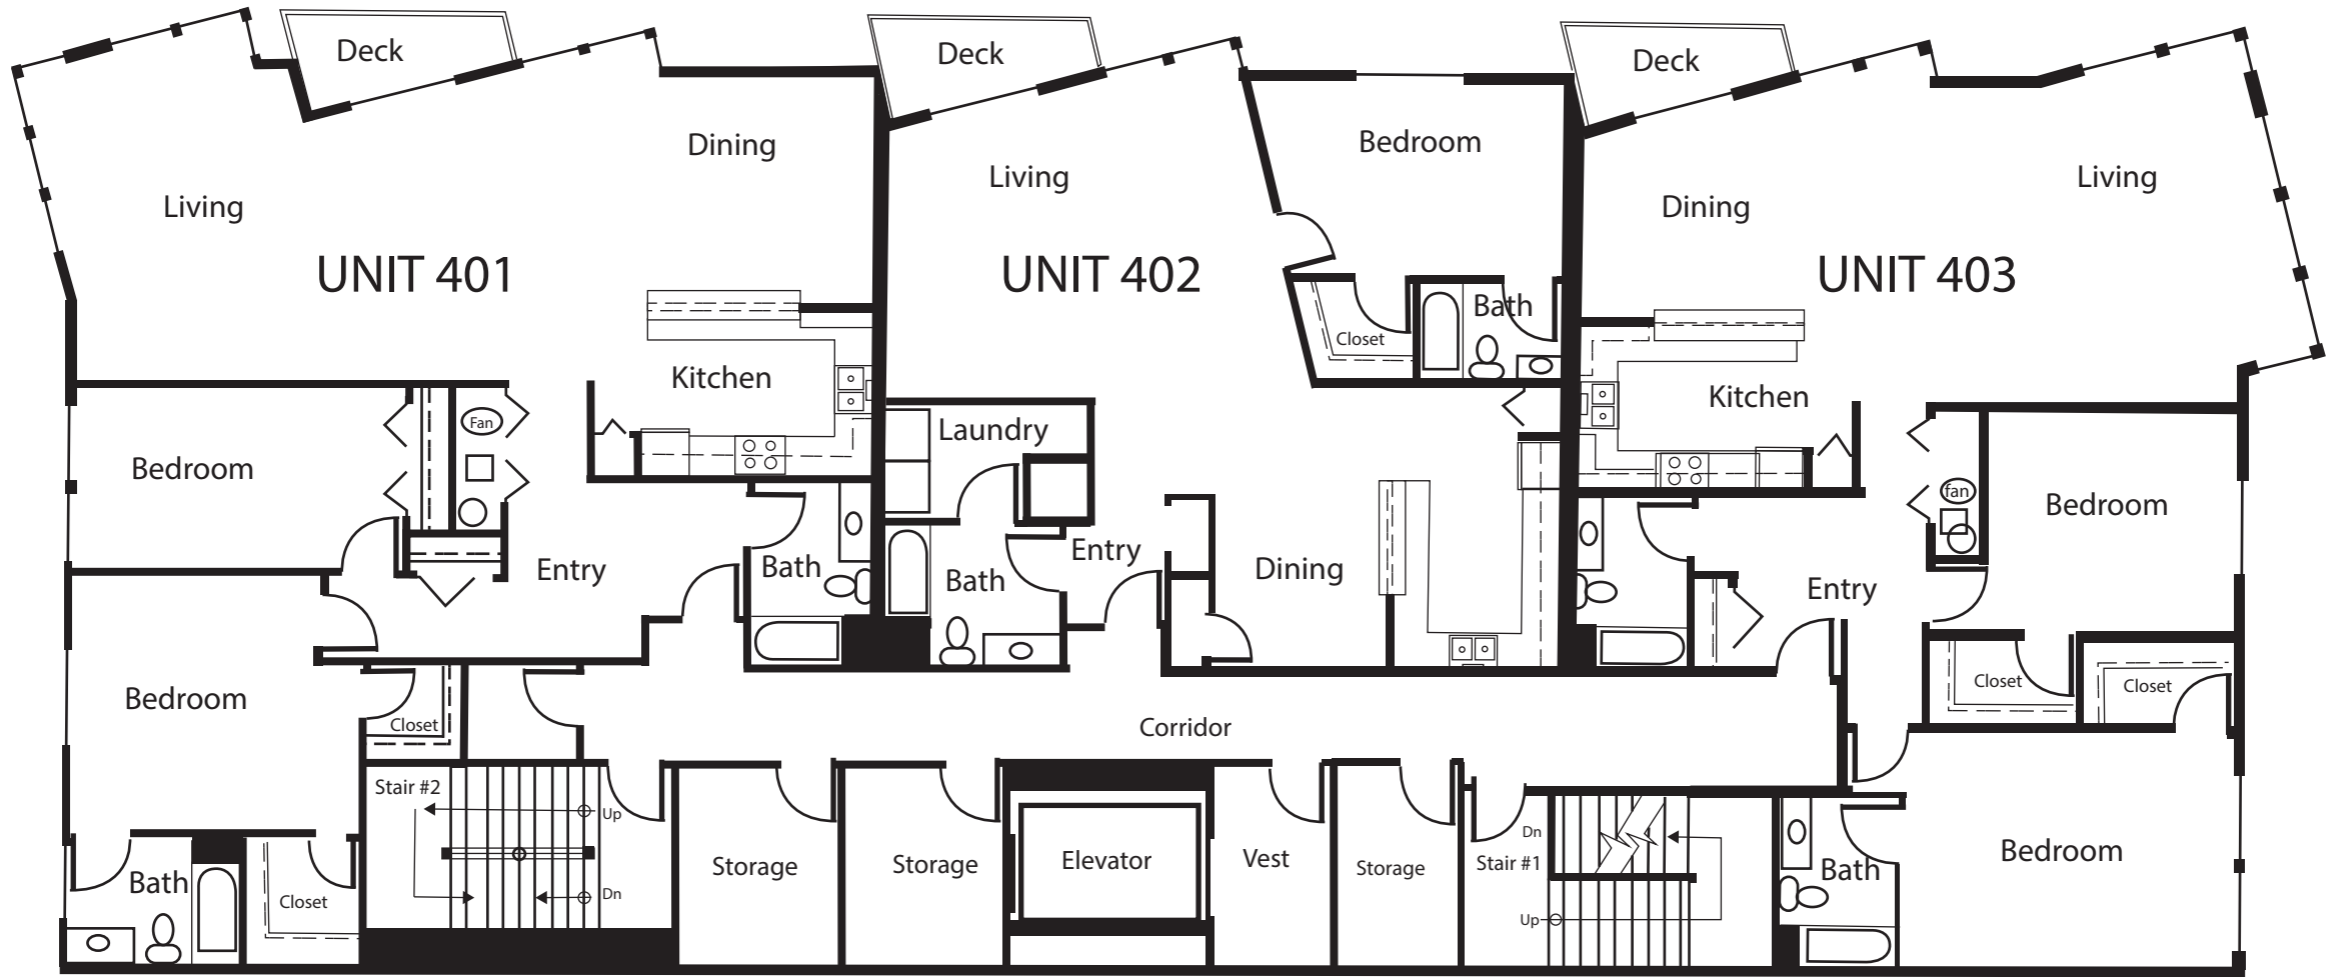 Deck
Deck
Deck
Dining
Bedroom
Living
Living
Living
Dining
UNIT 401
UNIT 402
UNIT 403
Bath
Closet
Kitchen
Kitchen
Fan
Laundry
Bedroom
fan
Bedroom
Entry
Bath
Bath
Entry
Dining
Entry
Bedroom
Closet
Closet
Closet
Corridor
Stair #2
Up
Dn
Storage
Storage
Elevator
Vest
Storage
Dn
Stair #1
Up
Bath
Bedroom
Bath
Closet